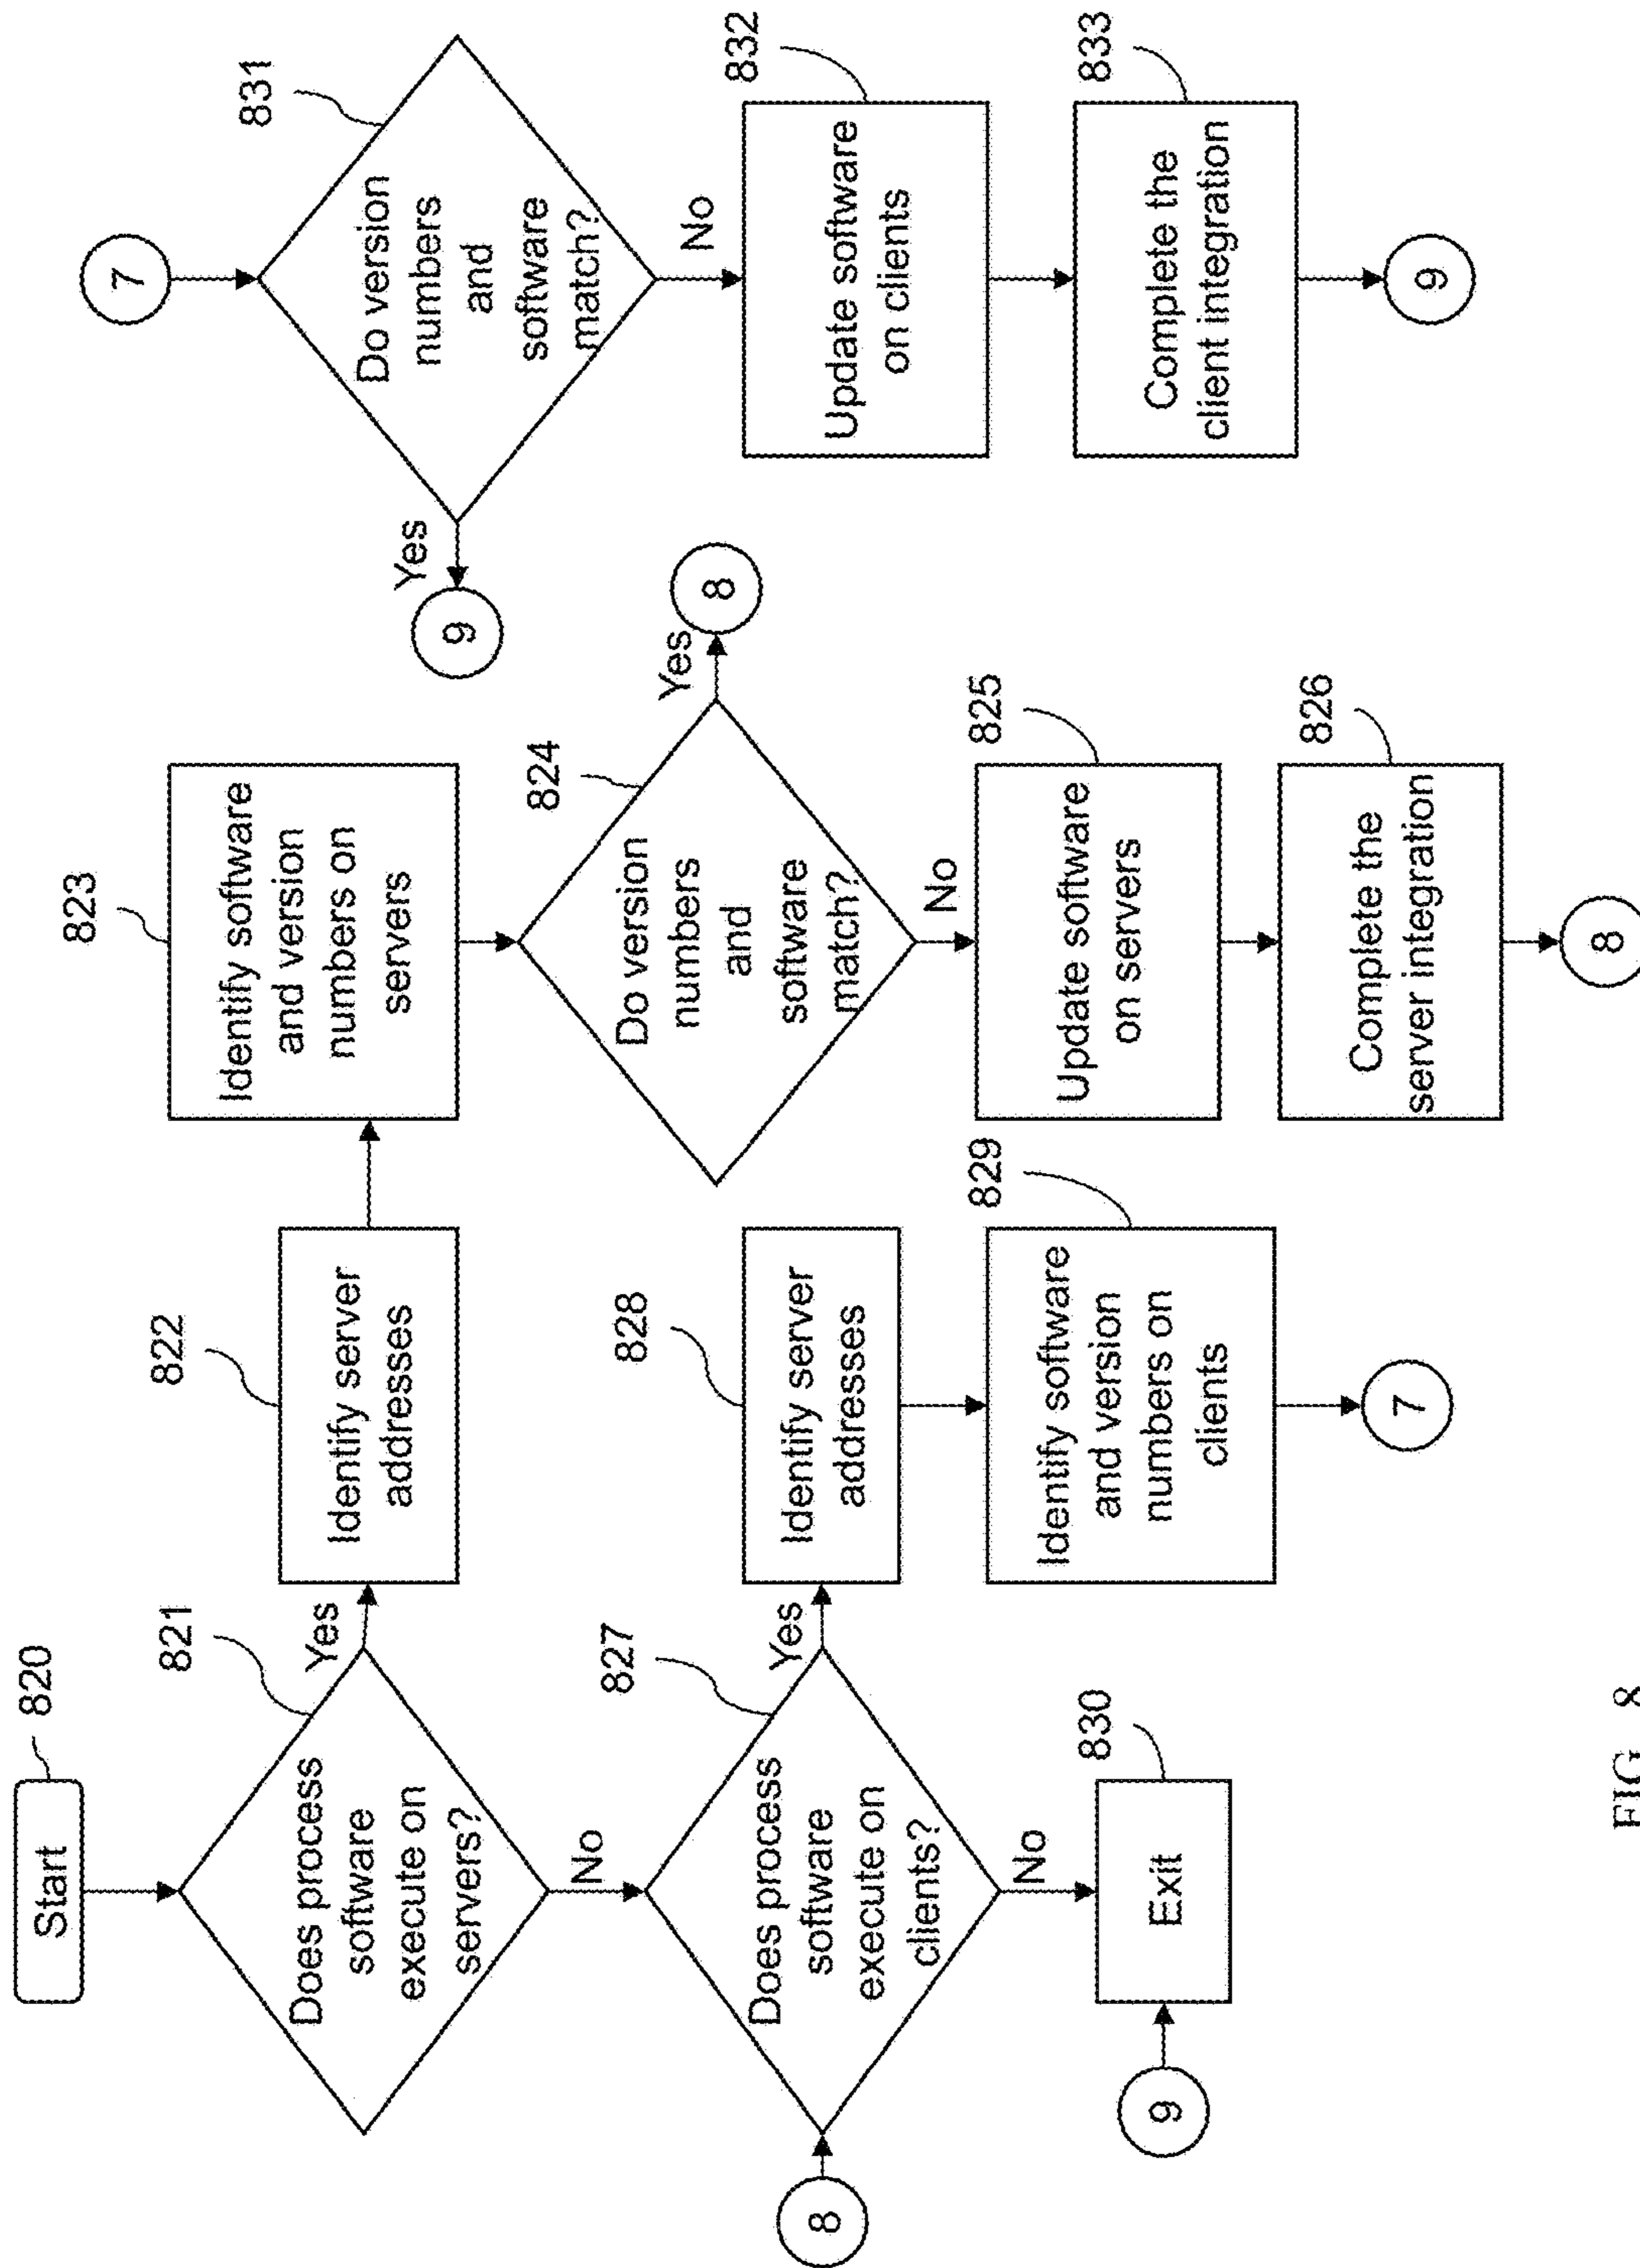 820
Start
821
Does process
software
execute on
servers?
Yes
No
822
Identify server
addresses
823
Identify software
and version
numbers on
servers
824
Do version
numbers
and
software
match?
Yes
8
No
825
Update software
on servers
826
Complete the
server integration
8
8
827
Does process
software
execute on
clients?
Yes
No
828
Identify server
addresses
829
Identify software
and version
numbers on
clients
7
830
Exit
9
7
831
Do version
numbers
and
software
match?
Yes
9
No
832
Update software
on clients
833
Complete the
client integration
9
FIG. 8